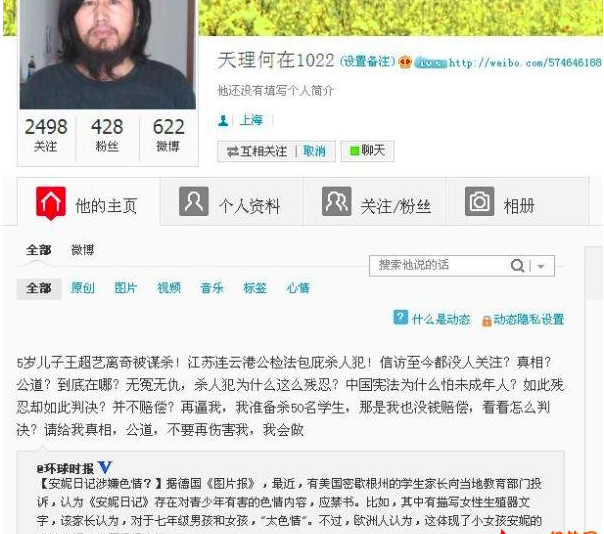 天理何在1022 (设置备注) http://weibo.com/574646188
他还没有填写个人简介
2498 428 622
关注 粉丝 微博
上海
互相关注 | 取消 聊天
他的主页 个人资料 关注/粉丝 相册
全部 微博
搜索他说的话
全部 原创 图片 视频 音乐 标签 心情
? 什么是动态 动态隐私设置
5岁儿子王超艺离奇被谋杀！江苏连云港公检法包庇杀人犯！信访至今都没人关注？真相？
公道？到底在哪？无冤无仇，杀人犯为什么这么残忍？中国宪法为什么怕未成年人？如此残
忍却如此判决？并不赔偿？再逼我，我准备杀50名学生，那是我也没钱赔偿，看看怎么判
决？请给我真相，公道，不要再伤害我，我会做
@环球时报 V
【安妮日记涉嫌色情？】据德国《图片报》，最近，有美国密歇根州的学生家长向当地教育部门投
诉，认为《安妮日记》存在对青少年有害的色情内容，应禁书。比如，其中有描写女性生殖器文
字，该家长认为，对于七年级男孩和女孩，“太色情”。不过，欧洲人认为，这体现了小女孩安妮的